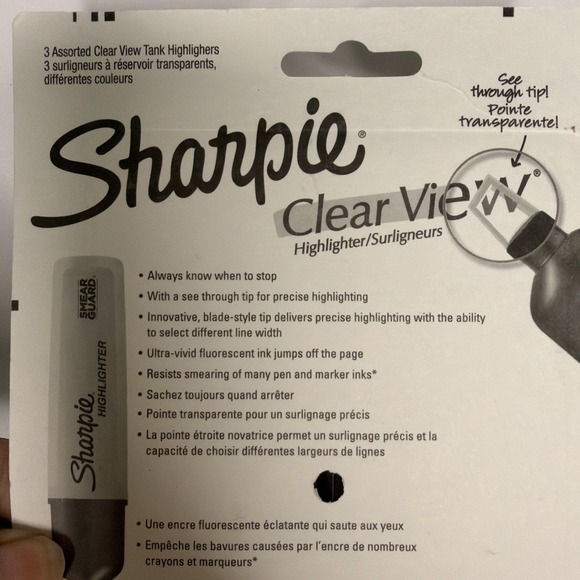 3 Assorted Clear View Tank Highlighers
3 surligneurs à réservoir transparents,
différentes couleurs
See
through tip!
Pointe
transparente!
Sharpie®
Clear View®
Highlighter/Surligneurs
• Always know when to stop
• With a see through tip for precise highlighting
• Innovative, blade-style tip delivers precise highlighting with the ability
to select different line width
• Ultra-vivid fluorescent ink jumps off the page
• Resists smearing of many pen and marker inks*
• Sachez toujours quand arrêter
• Pointe transparente pour un surlignage précis
• La pointe étroite novatrice permet un surlignage précis et la
capacité de choisir différentes largeurs de lignes
• Une encre fluorescente éclatante qui saute aux yeux
• Empêche les bavures causées par l'encre de nombreux
crayons et marqueurs*
SMEAR
GUARD®
Sharpie®
HIGHLIGHTER